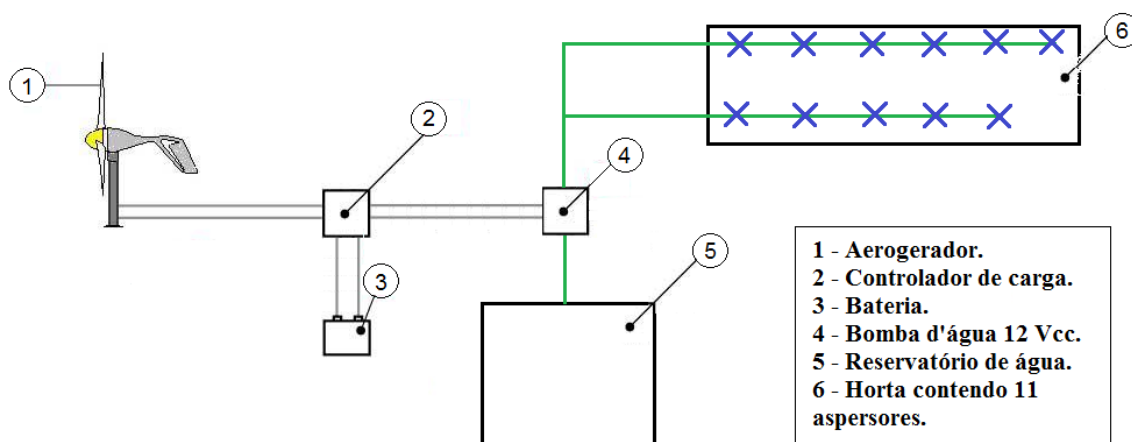 1
2
3
4
5
6
1 - Aerogerador.
2 - Controlador de carga.
3 - Bateria.
4 - Bomba d'água 12 Vcc.
5 - Reservatório de água.
6 - Horta contendo 11
aspersores.